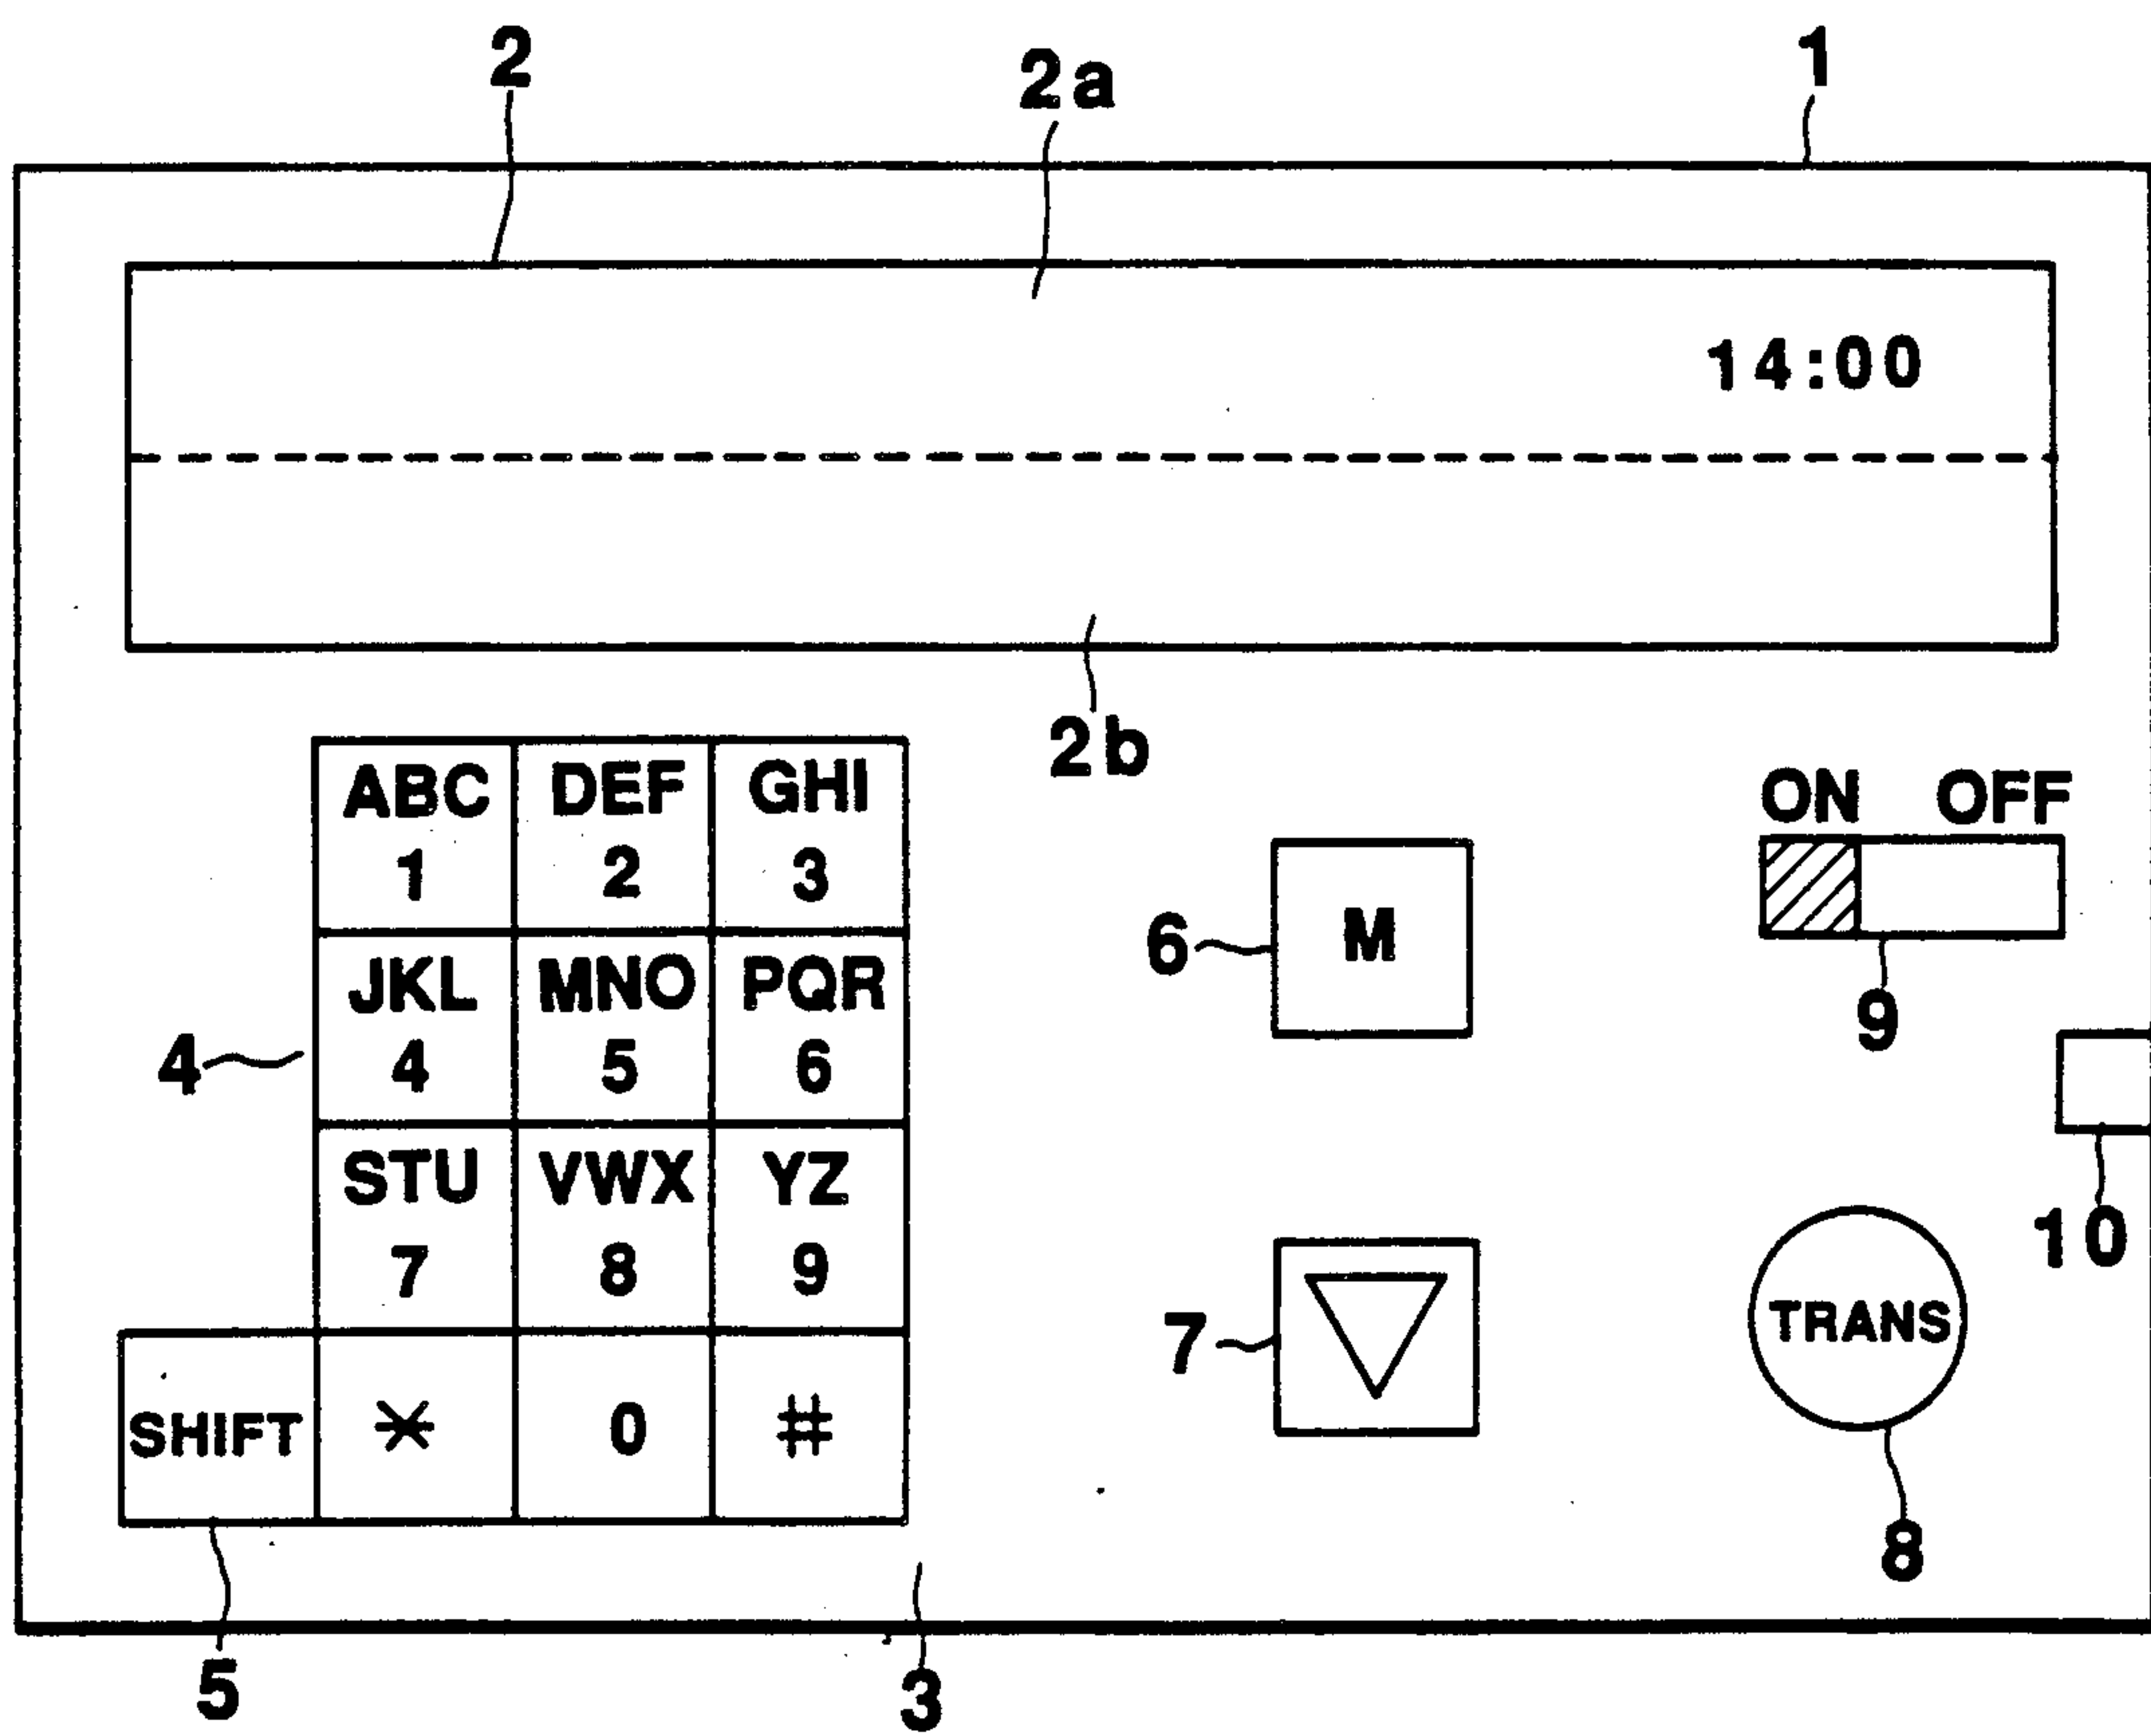 2
2a
1
14:00
2b
ABC DEF GHI
1 2 3
ON OFF
6
M
JKL MNO PQR
4 5 6
9
4
STU VWX YZ
7 8 9
10
7
TRANS
SHIFT * 0 #
8
5
3